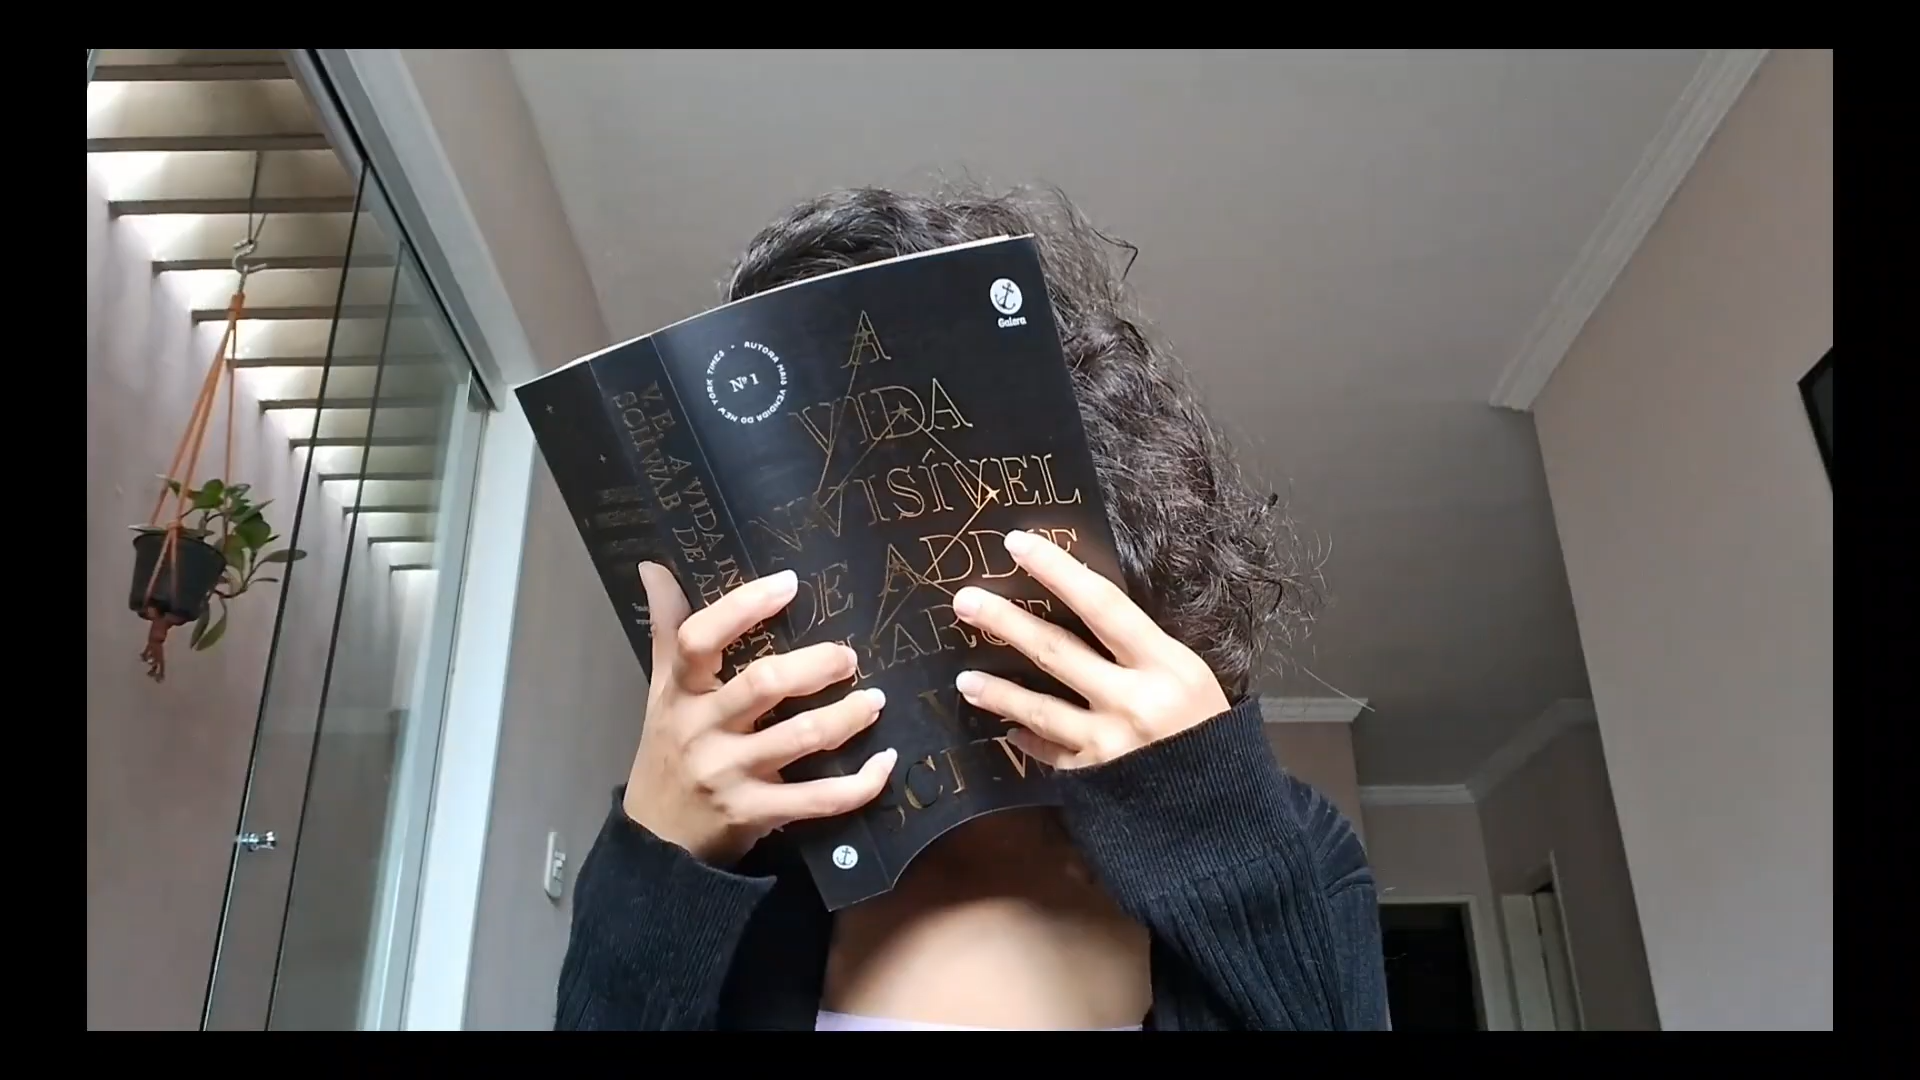 AUTORA MAIS VENDIDA DO NEW YORK TIMES •
Nº 1
Galera
A
VIDA
INVISÍVEL
DE ADDIE
LARUE
V.
SCHW
V. E.
SCHWAB
A VIDA INVISÍVEL
DE ADDIE